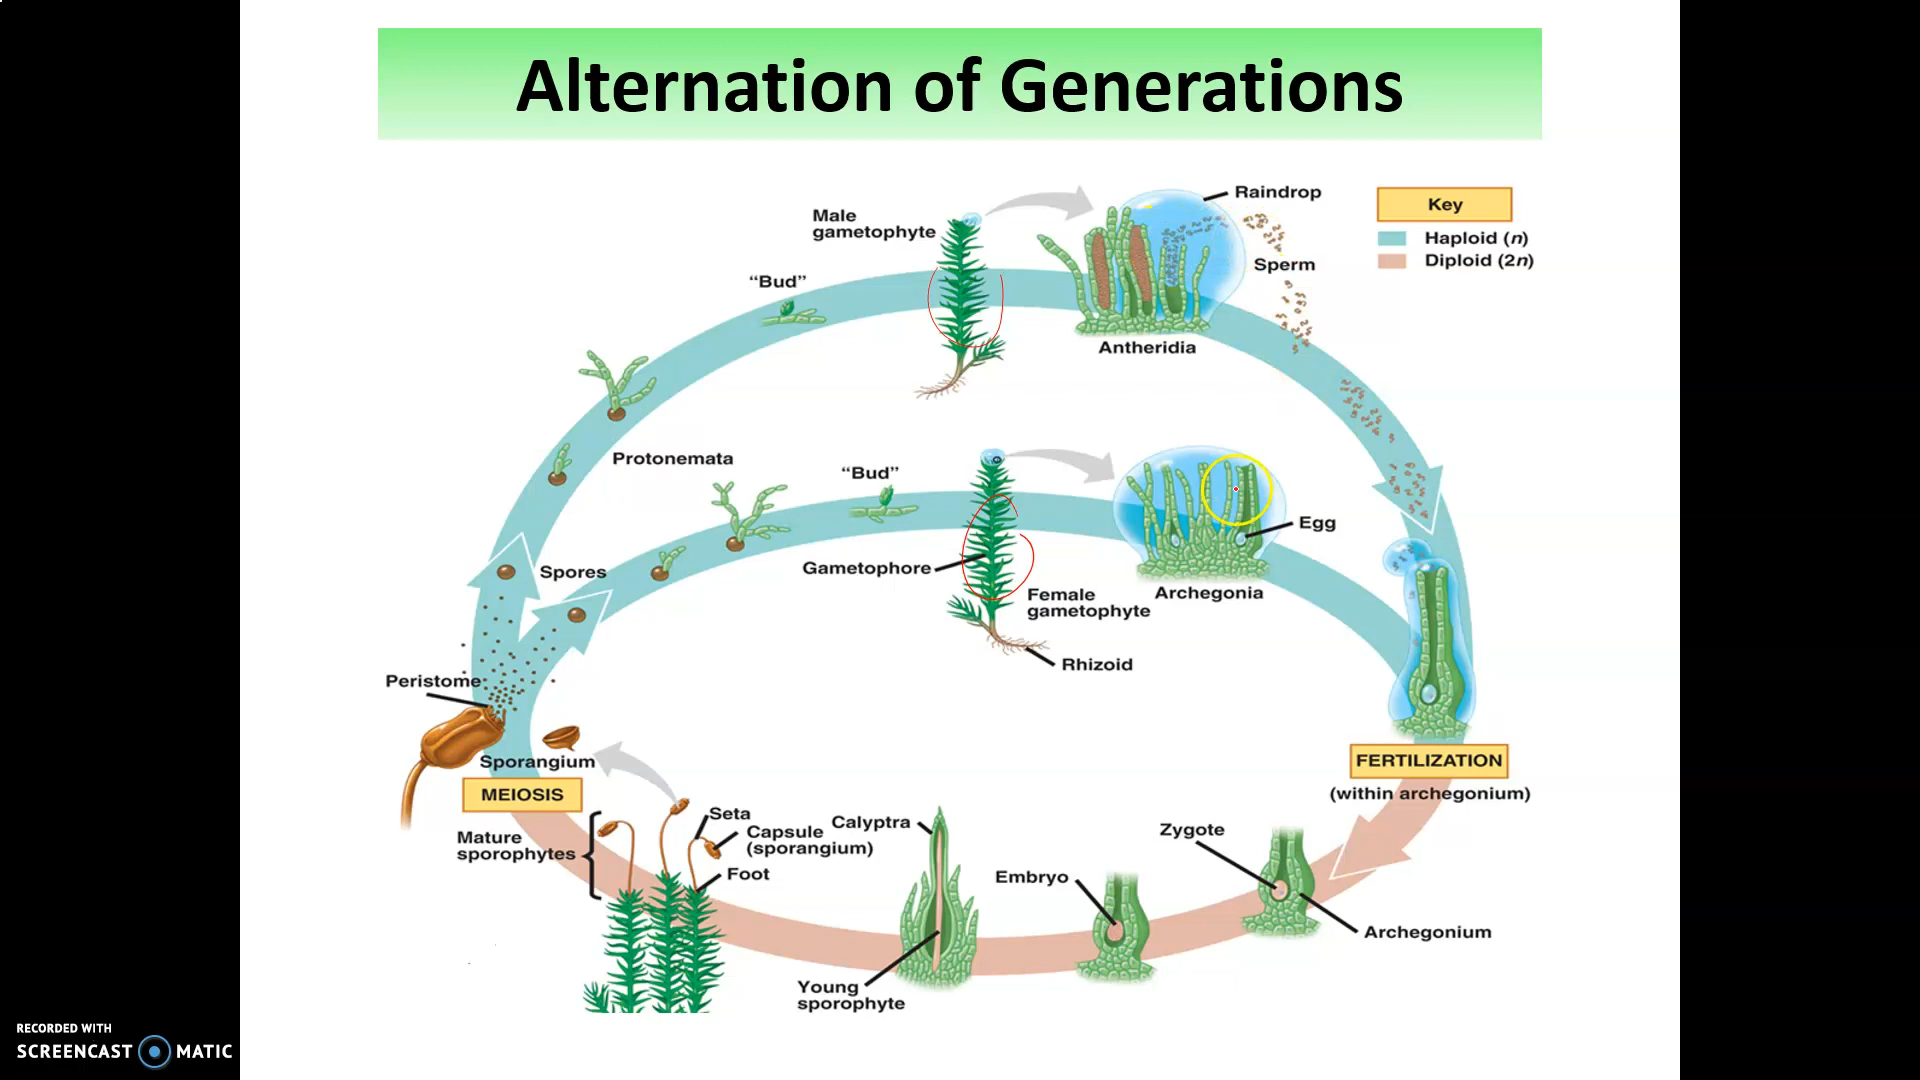 Alternation of Generations
Raindrop
Key
Male
gametophyte
Haploid (n)
Diploid (2n)
Sperm
“Bud”
Antheridia
Protonemata
“Bud”
Egg
Gametophore
Spores
Female
gametophyte
Archegonia
Rhizoid
Peristome
Sporangium
FERTILIZATION
(within archegonium)
MEIOSIS
Mature
sporophytes
Seta
Capsule
(sporangium)
Foot
Calyptra
Zygote
Embryo
Archegonium
Young
sporophyte
RECORDED WITH
SCREENCAST MATIC